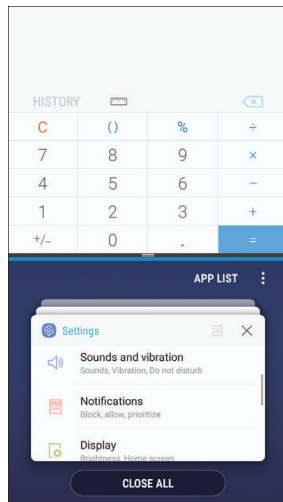 HISTORY
C () % ÷
7 8 9 ×
4 5 6 −
1 2 3 +
+/− 0 . =
APP LIST
Settings
Sounds and vibration
Sounds, Vibration, Do not disturb
Notifications
Block, allow, prioritize
Display
Brightness, Home screen
CLOSE ALL